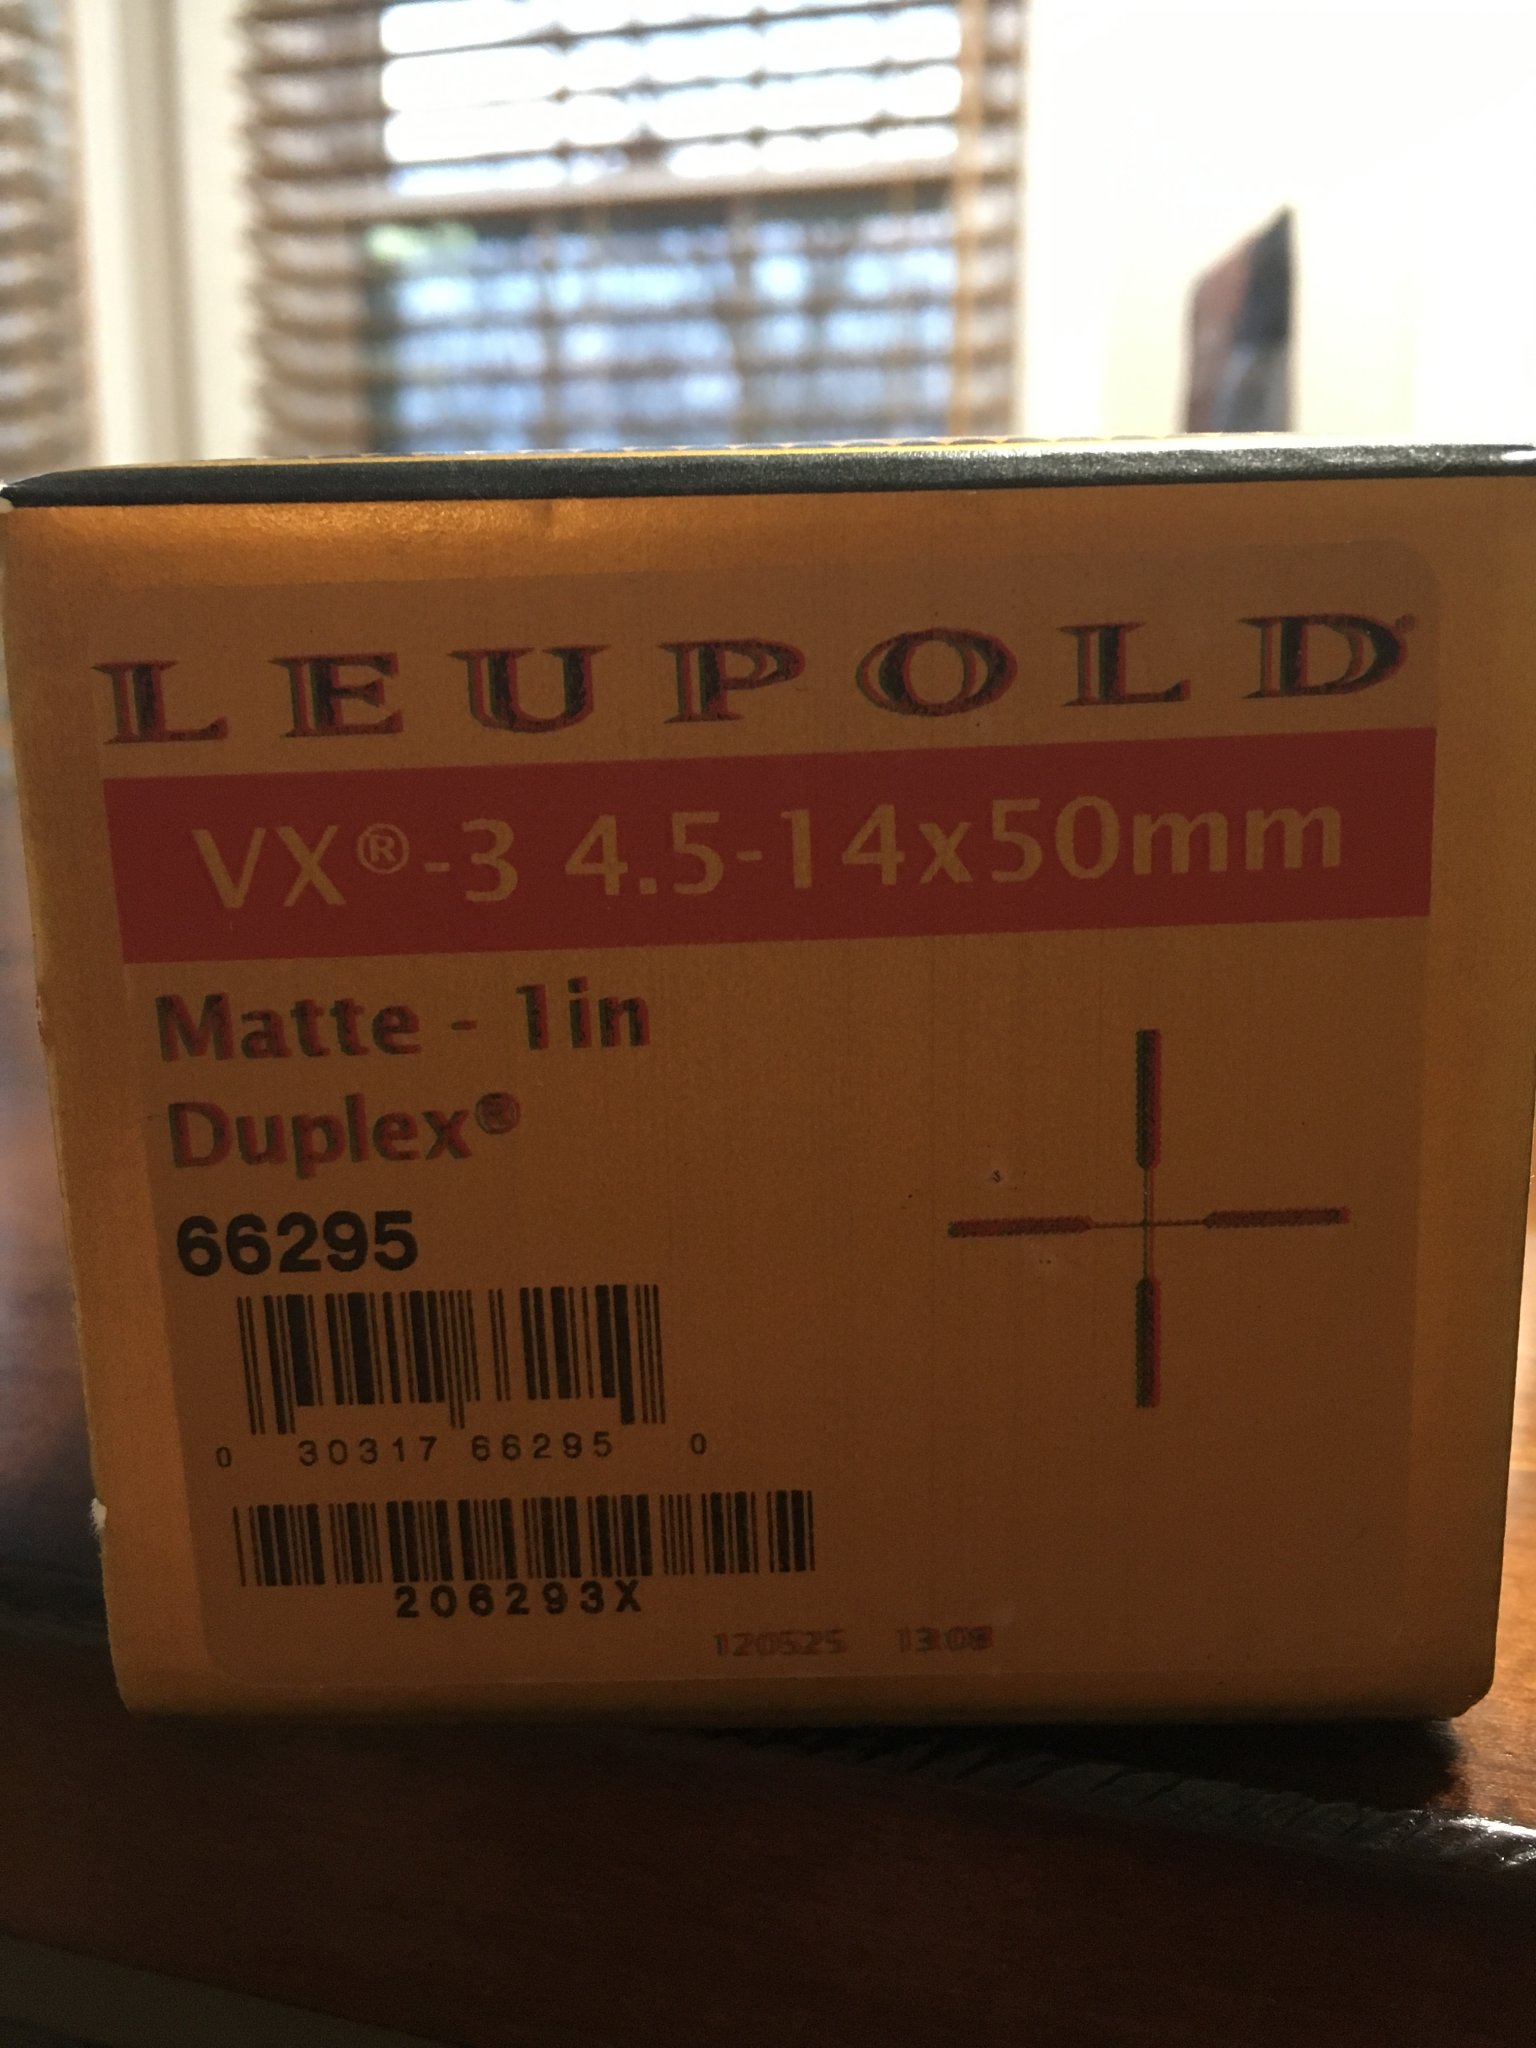 LEUPOLD®
VX®-3 4.5-14x50mm
Matte - 1in
Duplex®
66295
0 30317 66295 0
206293X
120525 13:08